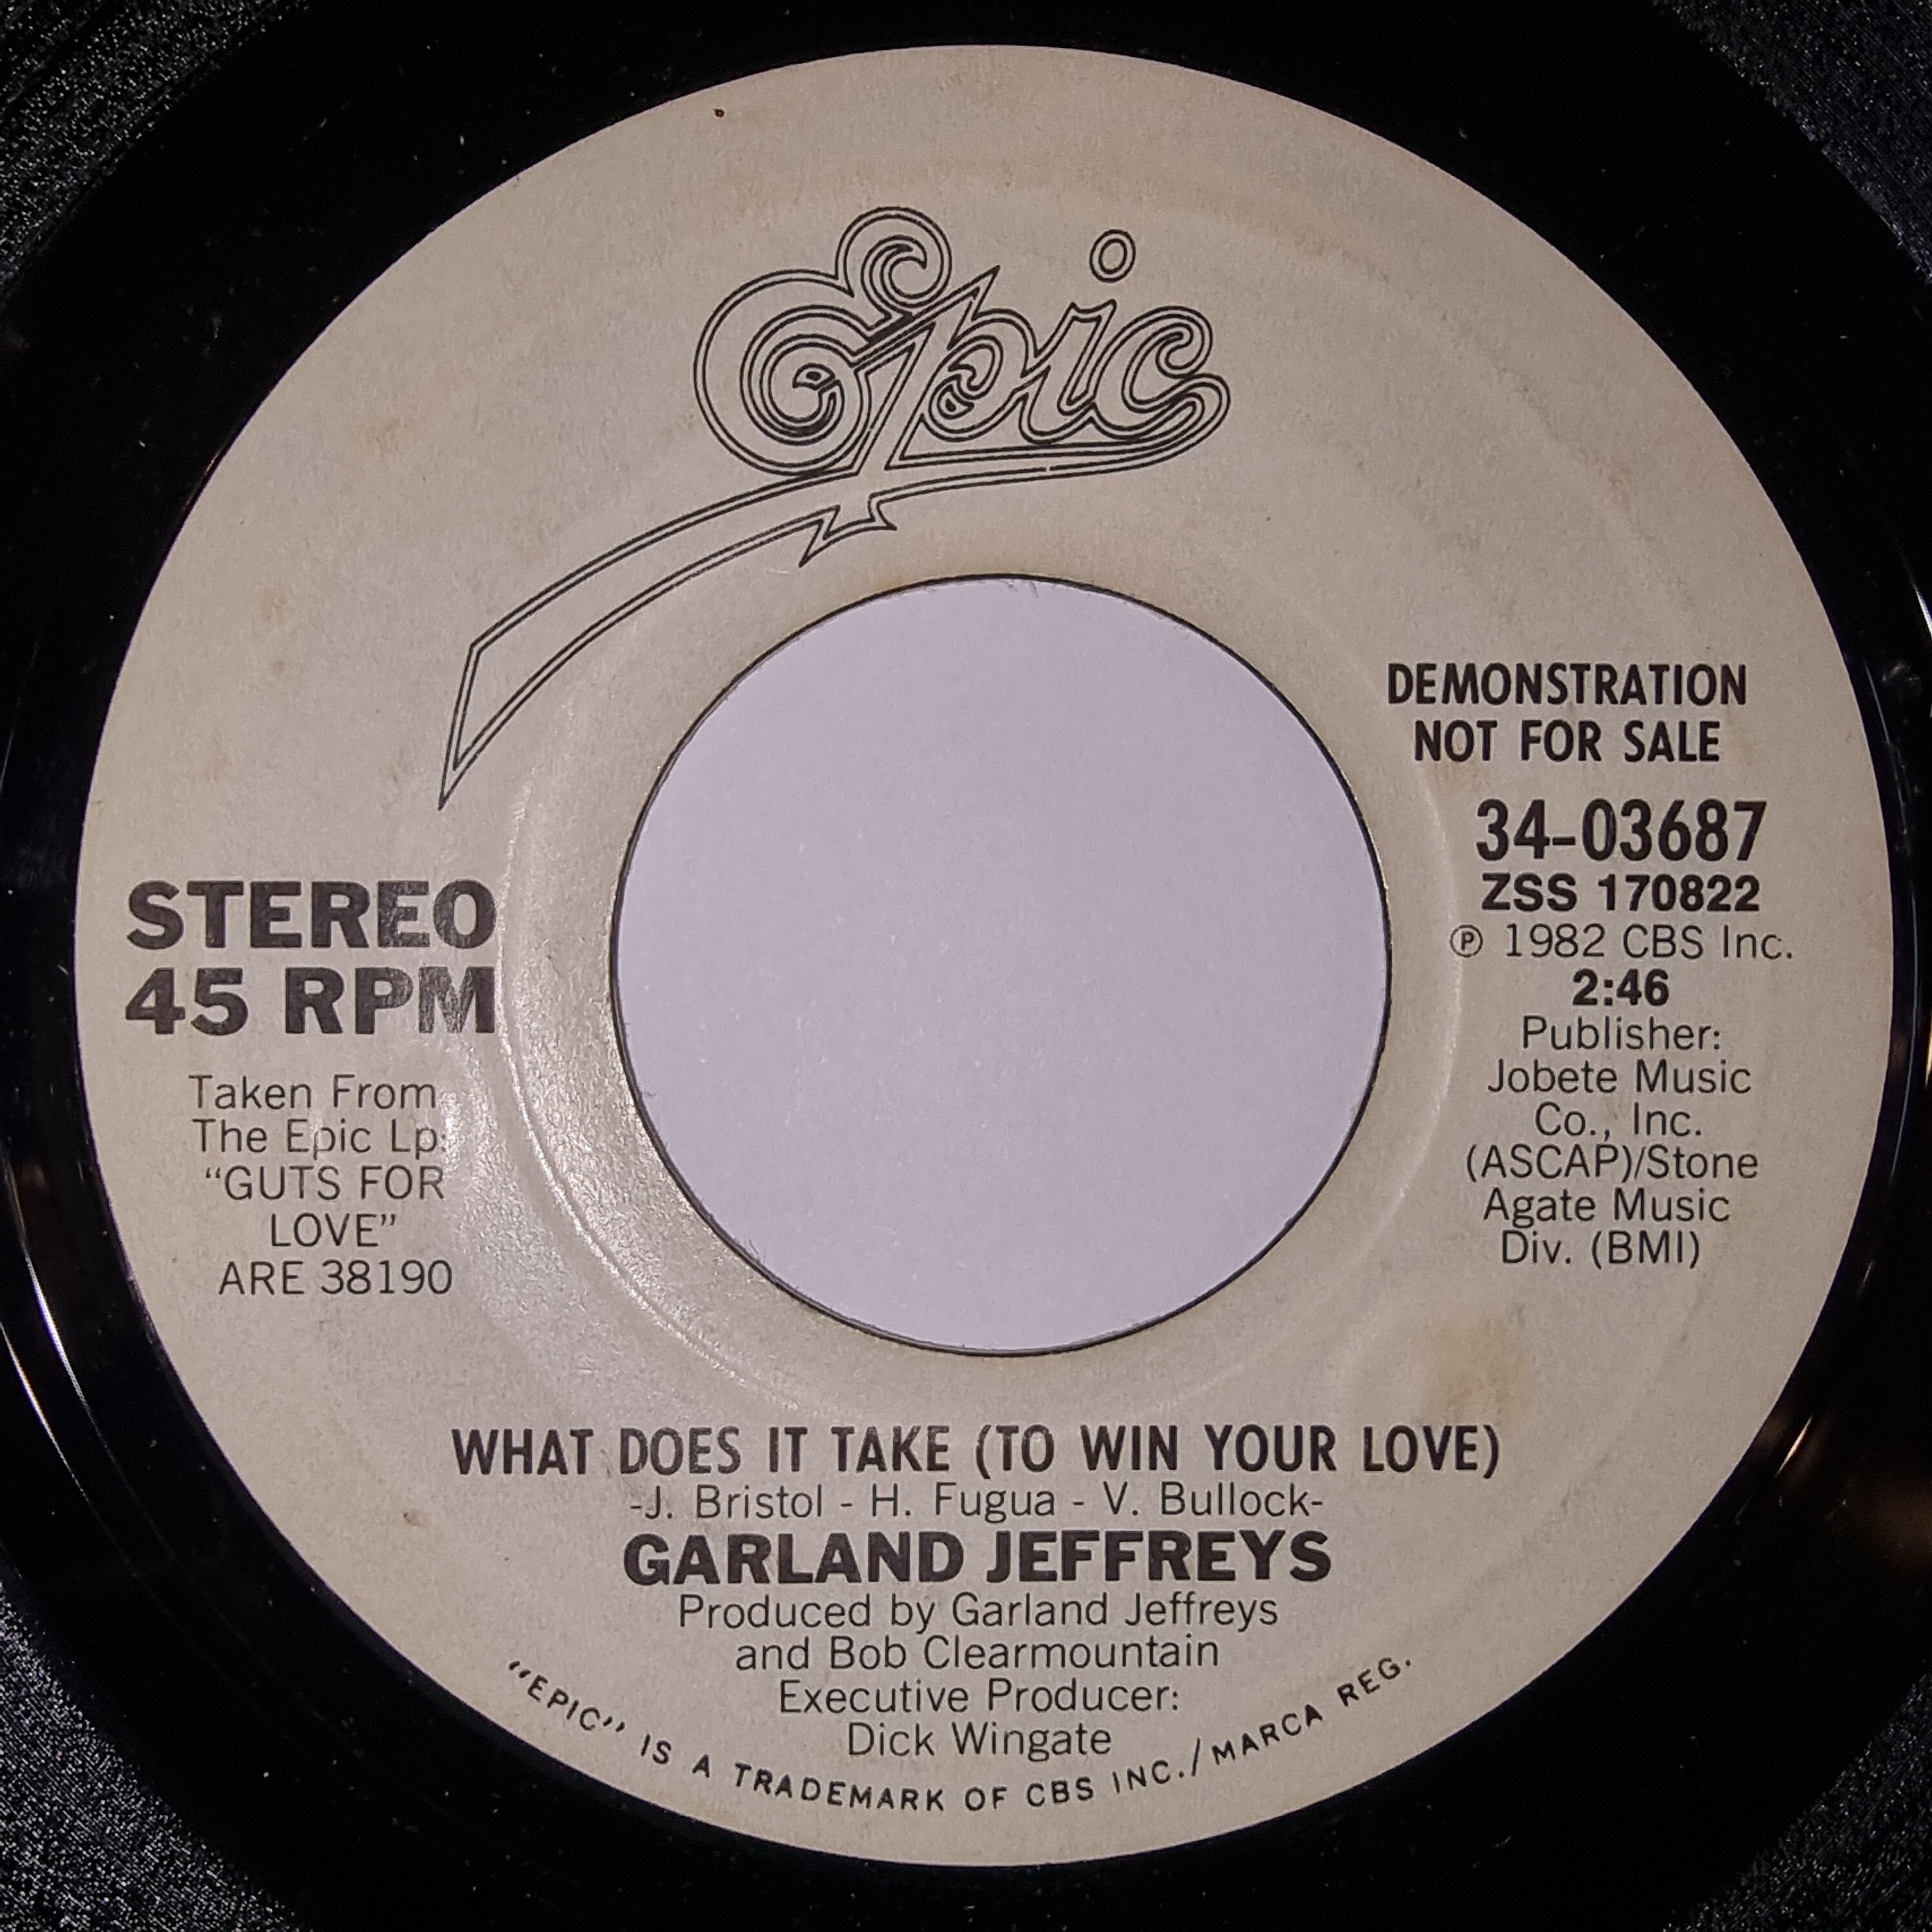 Epic
DEMONSTRATION
NOT FOR SALE
34-03687
ZSS 170822
℗ 1982 CBS Inc.
2:46
Publisher:
Jobete Music
Co., Inc.
(ASCAP)/Stone
Agate Music
Div. (BMI)
STEREO
45 RPM
Taken From
The Epic Lp:
“GUTS FOR
LOVE”
ARE 38190
WHAT DOES IT TAKE (TO WIN YOUR LOVE)
-J. Bristol - H. Fugua - V. Bullock-
GARLAND JEFFREYS
Produced by Garland Jeffreys
and Bob Clearmountain
Executive Producer:
Dick Wingate
“EPIC” IS A TRADEMARK OF CBS INC./MARCA REG.